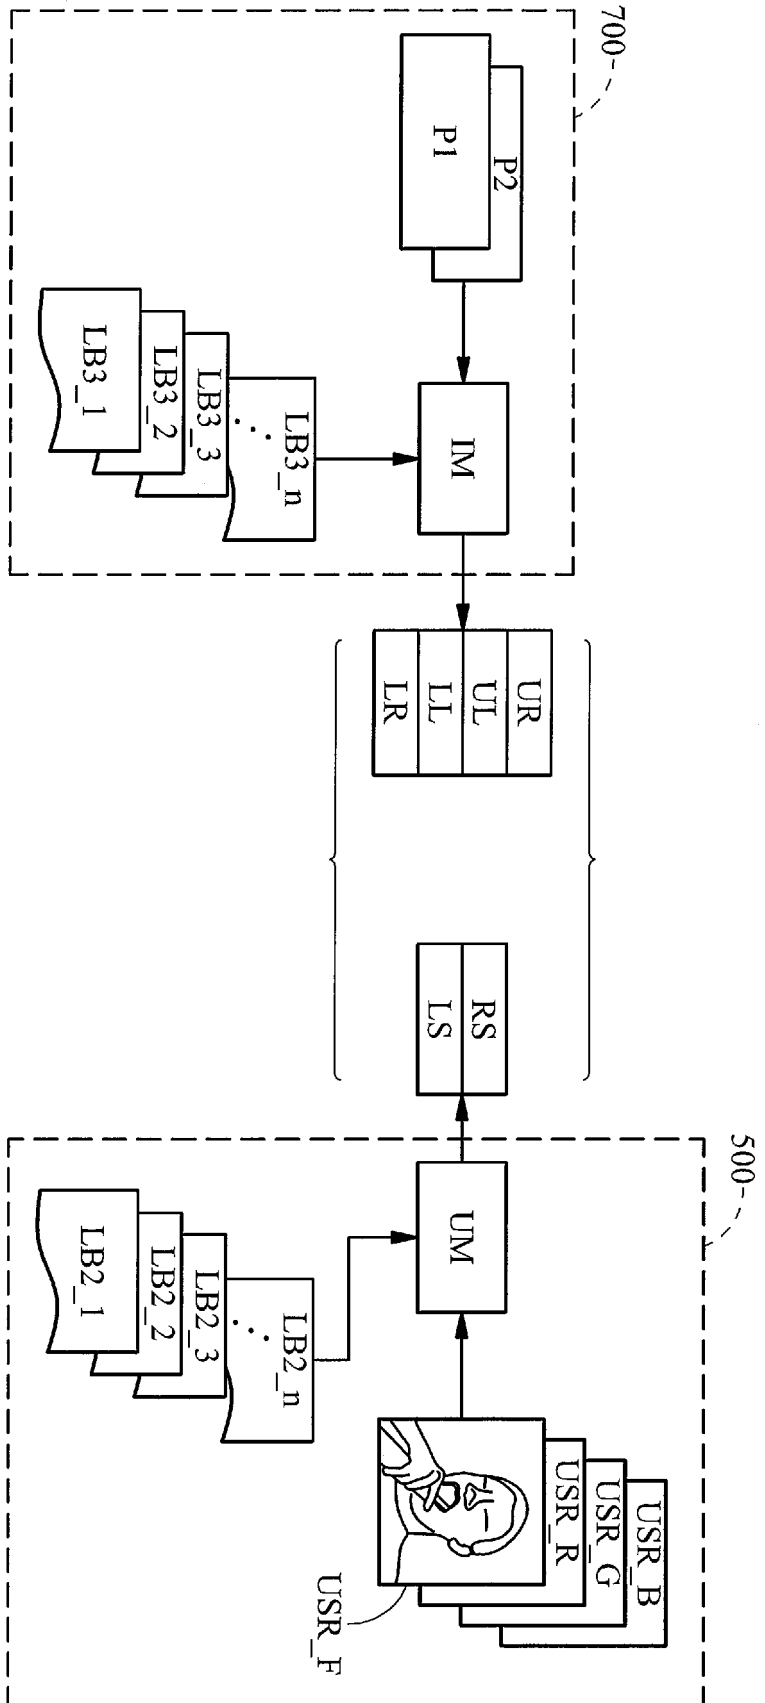 700
P1
P2
IM
LB3_1
LB3_2
LB3_3
LB3_n
UR
UL
LL
LR
RS
LS
500
UM
LB2_1
LB2_2
LB2_3
LB2_n
USR_B
USR_G
USR_R
USR_F